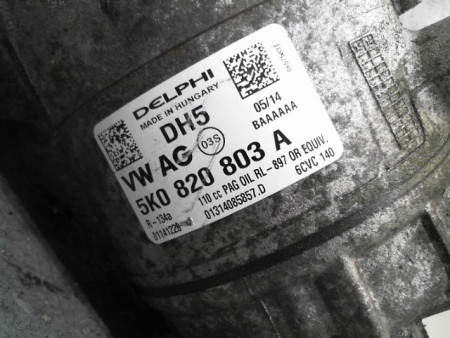 DELPHI
MADE IN HUNGARY
DH5
05/14
BAAAAAA
VW AG 03S
5K0 820 803 A
R-134a
110 cc PAG OIL RL-897 OR EQUIV.
01314085857.D
6CVC 140